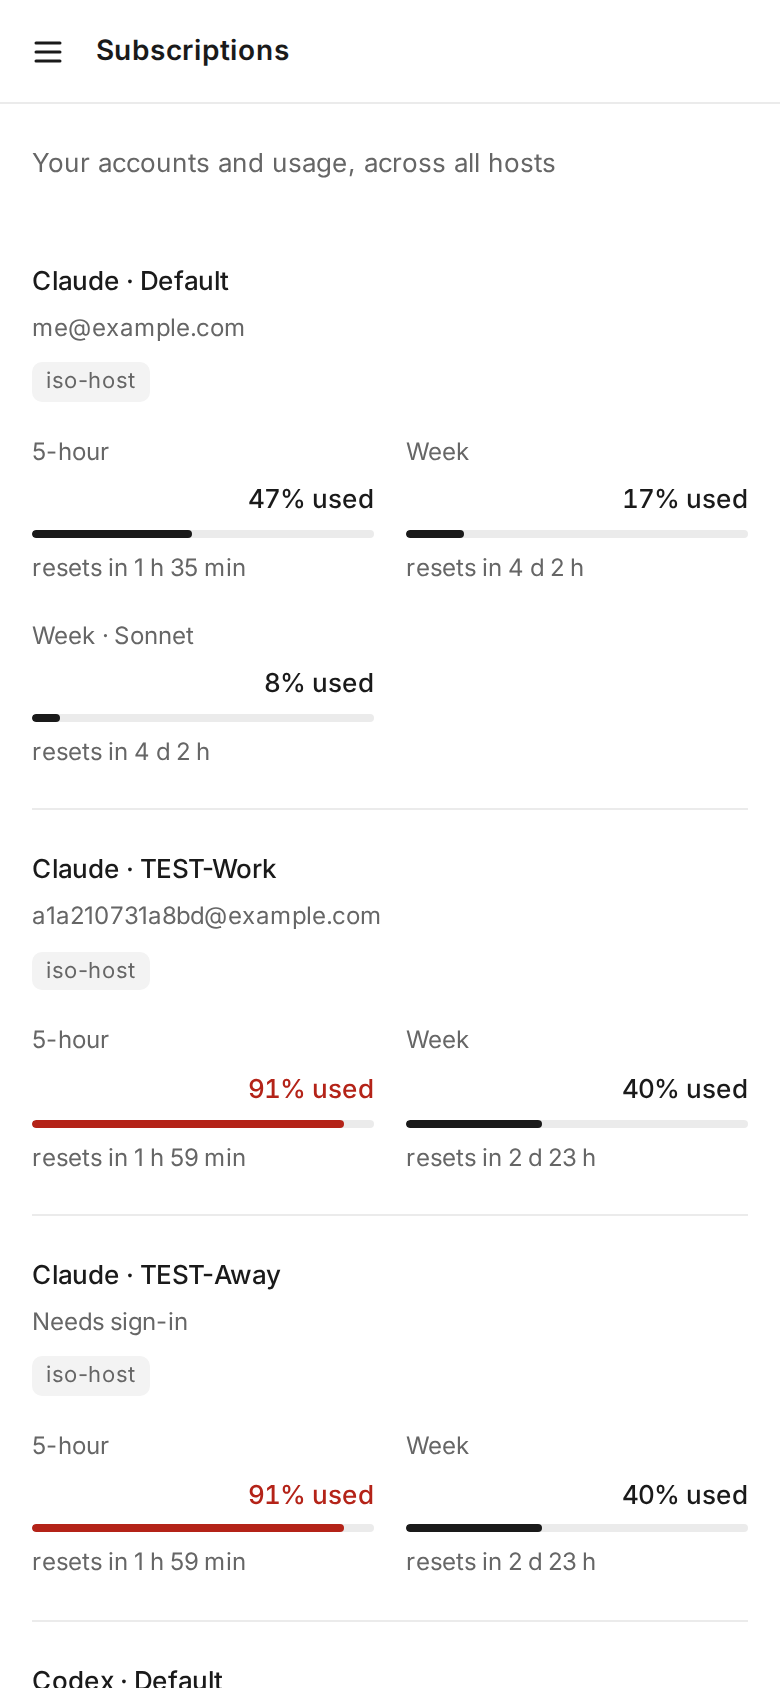 Subscriptions
Your accounts and usage, across all hosts
Claude · Default
me@example.com
iso-host
5-hour
47% used
resets in 1 h 35 min
Week
17% used
resets in 4 d 2 h
Week · Sonnet
8% used
resets in 4 d 2 h
Claude · TEST-Work
a1a210731a8bd@example.com
iso-host
5-hour
91% used
resets in 1 h 59 min
Week
40% used
resets in 2 d 23 h
Claude · TEST-Away
Needs sign-in
iso-host
5-hour
91% used
resets in 1 h 59 min
Week
40% used
resets in 2 d 23 h
Codex · Default